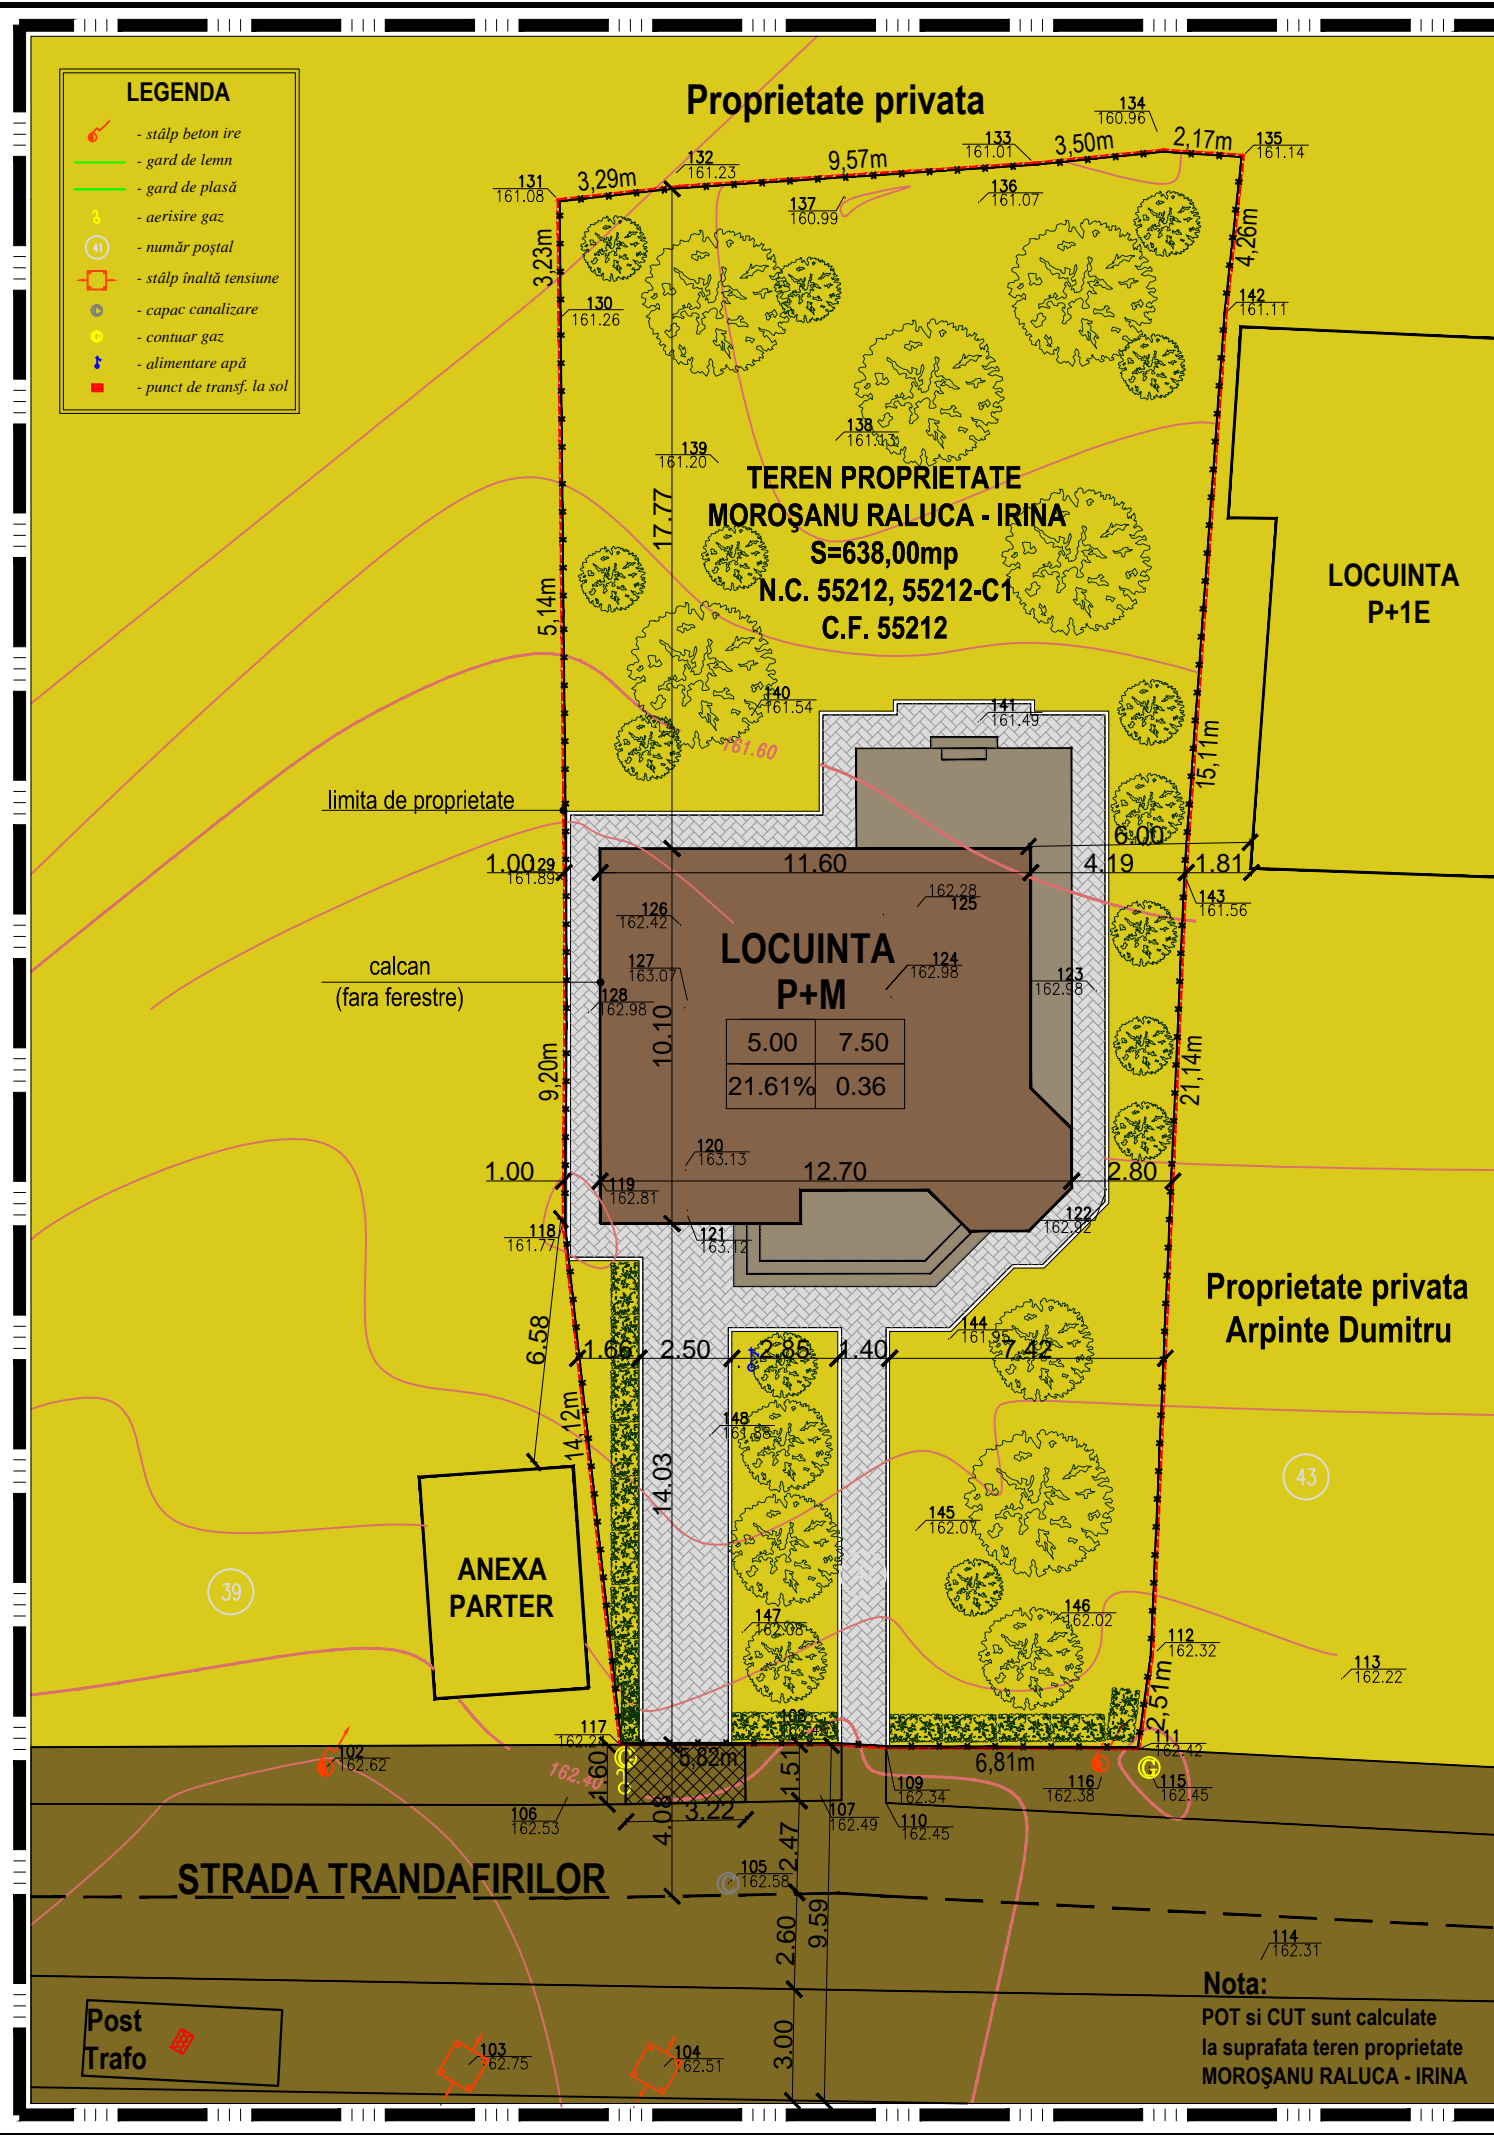 LEGENDA
- stâlp beton ire
- gard de lemn
- gard de plasă
- aerisire gaz
41 - număr poştal
- stâlp înaltă tensiune
- capac canalizare
- contuar gaz
- alimentare apă
- punct de transf. la sol
Proprietate privata
134
160.96
133
161.01
3,50m
2,17m
135
161.14
132
161.23
9,57m
131
161.08
3,29m
136
161.07
137
160.99
3,23m
4,26m
130
161.26
142
161.11
138
161.13
139
161.20
TEREN PROPRIETATE
MOROŞANU RALUCA - IRINA
S=638,00mp
N.C. 55212, 55212-C1
C.F. 55212
17.77
5,14m
LOCUINTA
P+1E
140
161.54
141
161.49
161.60
15,11m
limita de proprietate
6.00
1.00
129
161.89
11.60
4.19
1.81
143
161.56
162.28
125
126
162.42
LOCUINTA
P+M
127
163.07
124
162.98
123
162.98
calcan
(fara ferestre)
128
162.98
10.10
5.00 7.50
21.61% 0.36
9,20m
21,14m
120
163.13
1.00
12.70
2.80
119
162.81
118
161.77
121
163.12
122
162.92
Proprietate privata
Arpinte Dumitru
6.58
144
161.95
1.66
2.50
2.85
1.40
7.42
14,12m
148
161.88
14.03
43
145
162.07
ANEXA
PARTER
39
147
162.08
146
162.02
112
162.32
113
162.22
2,51m
108
117
102
162.62
162.40
1.60
5,82m
1.51
6,81m
111
162.42
116
162.38
115
162.45
109
162.34
106
162.53
4.08
3.22
107
162.49
110
162.45
2.47
STRADA TRANDAFIRILOR
105
162.58
2.60
9.59
114
162.31
Nota:
POT si CUT sunt calculate
la suprafata teren proprietate
MOROŞANU RALUCA - IRINA
Post
Trafo
103
162.75
104
162.51
3.00